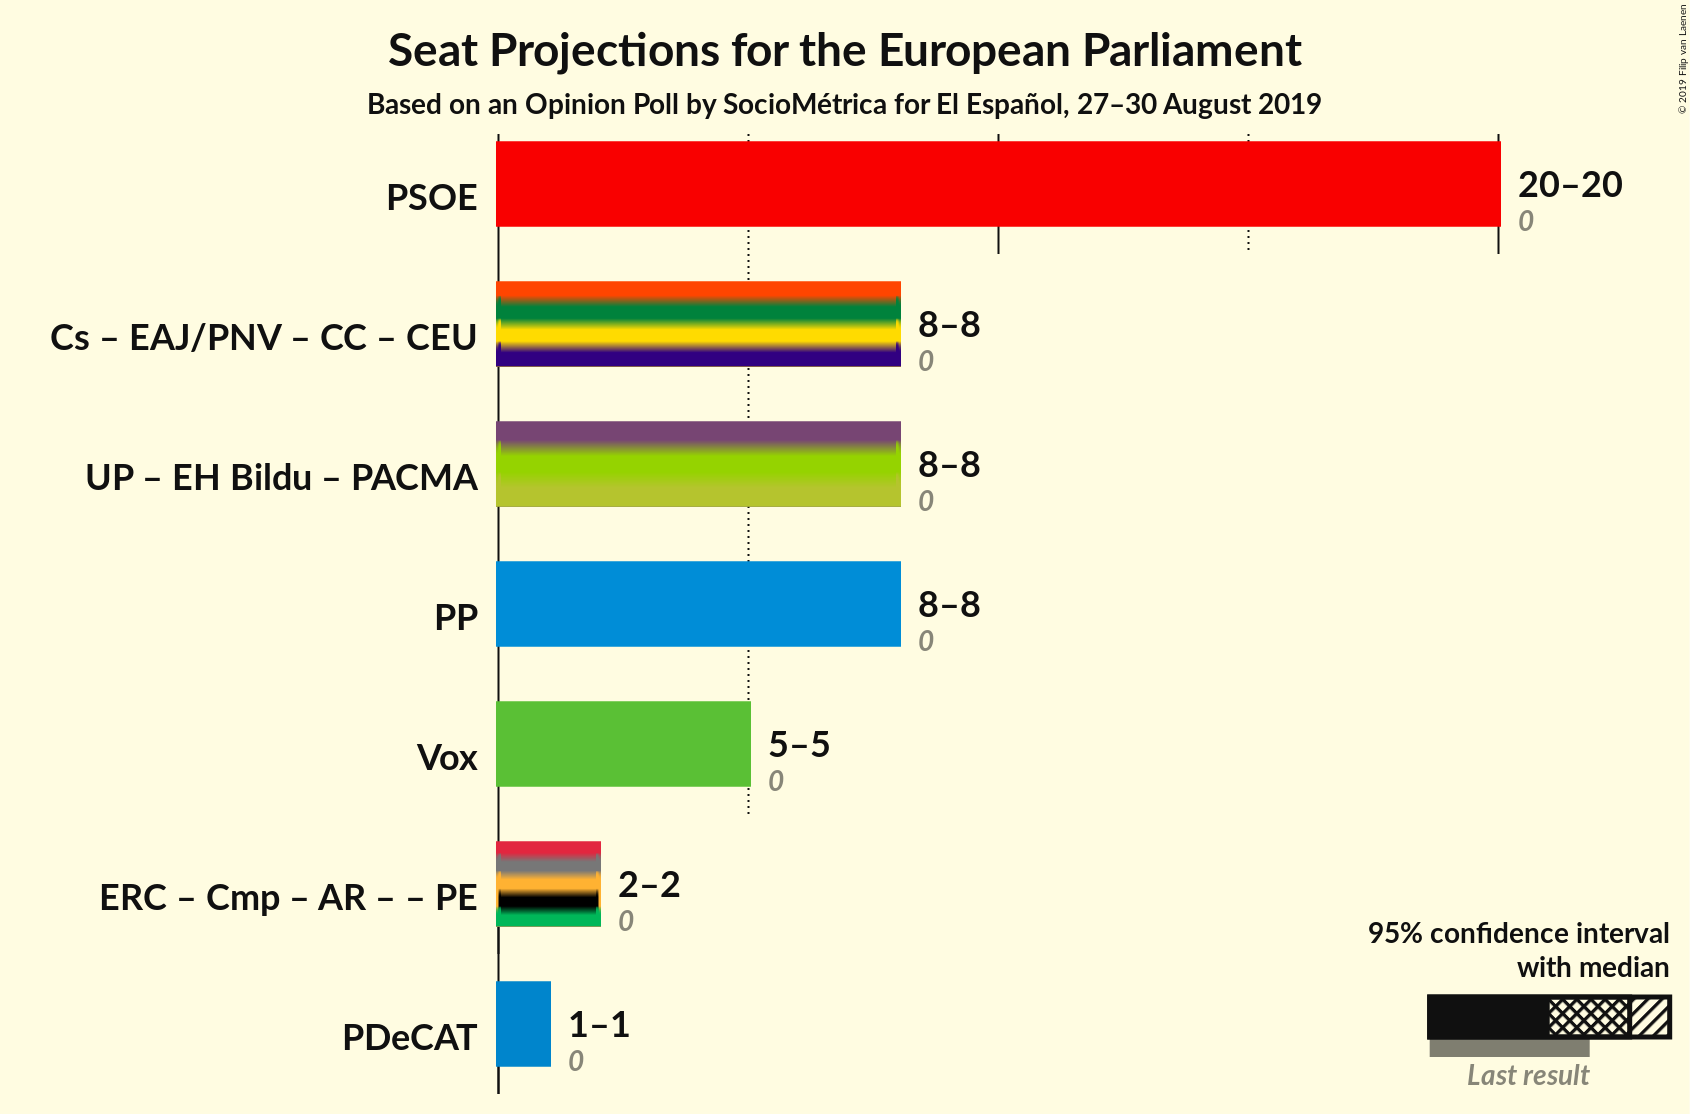 Seat Projections for the European Parliament
Based on an Opinion Poll by SocioMétrica for El Español, 27–30 August 2019
© 2019 Filip van Laenen
PSOE
20–20
0
Cs – EAJ/PNV – CC – CEU
8–8
0
UP – EH Bildu – PACMA
8–8
0
PP
8–8
0
Vox
5–5
0
ERC – Cmp – AR – – PE
2–2
0
PDeCAT
1–1
0
95% confidence interval
with median
Last result